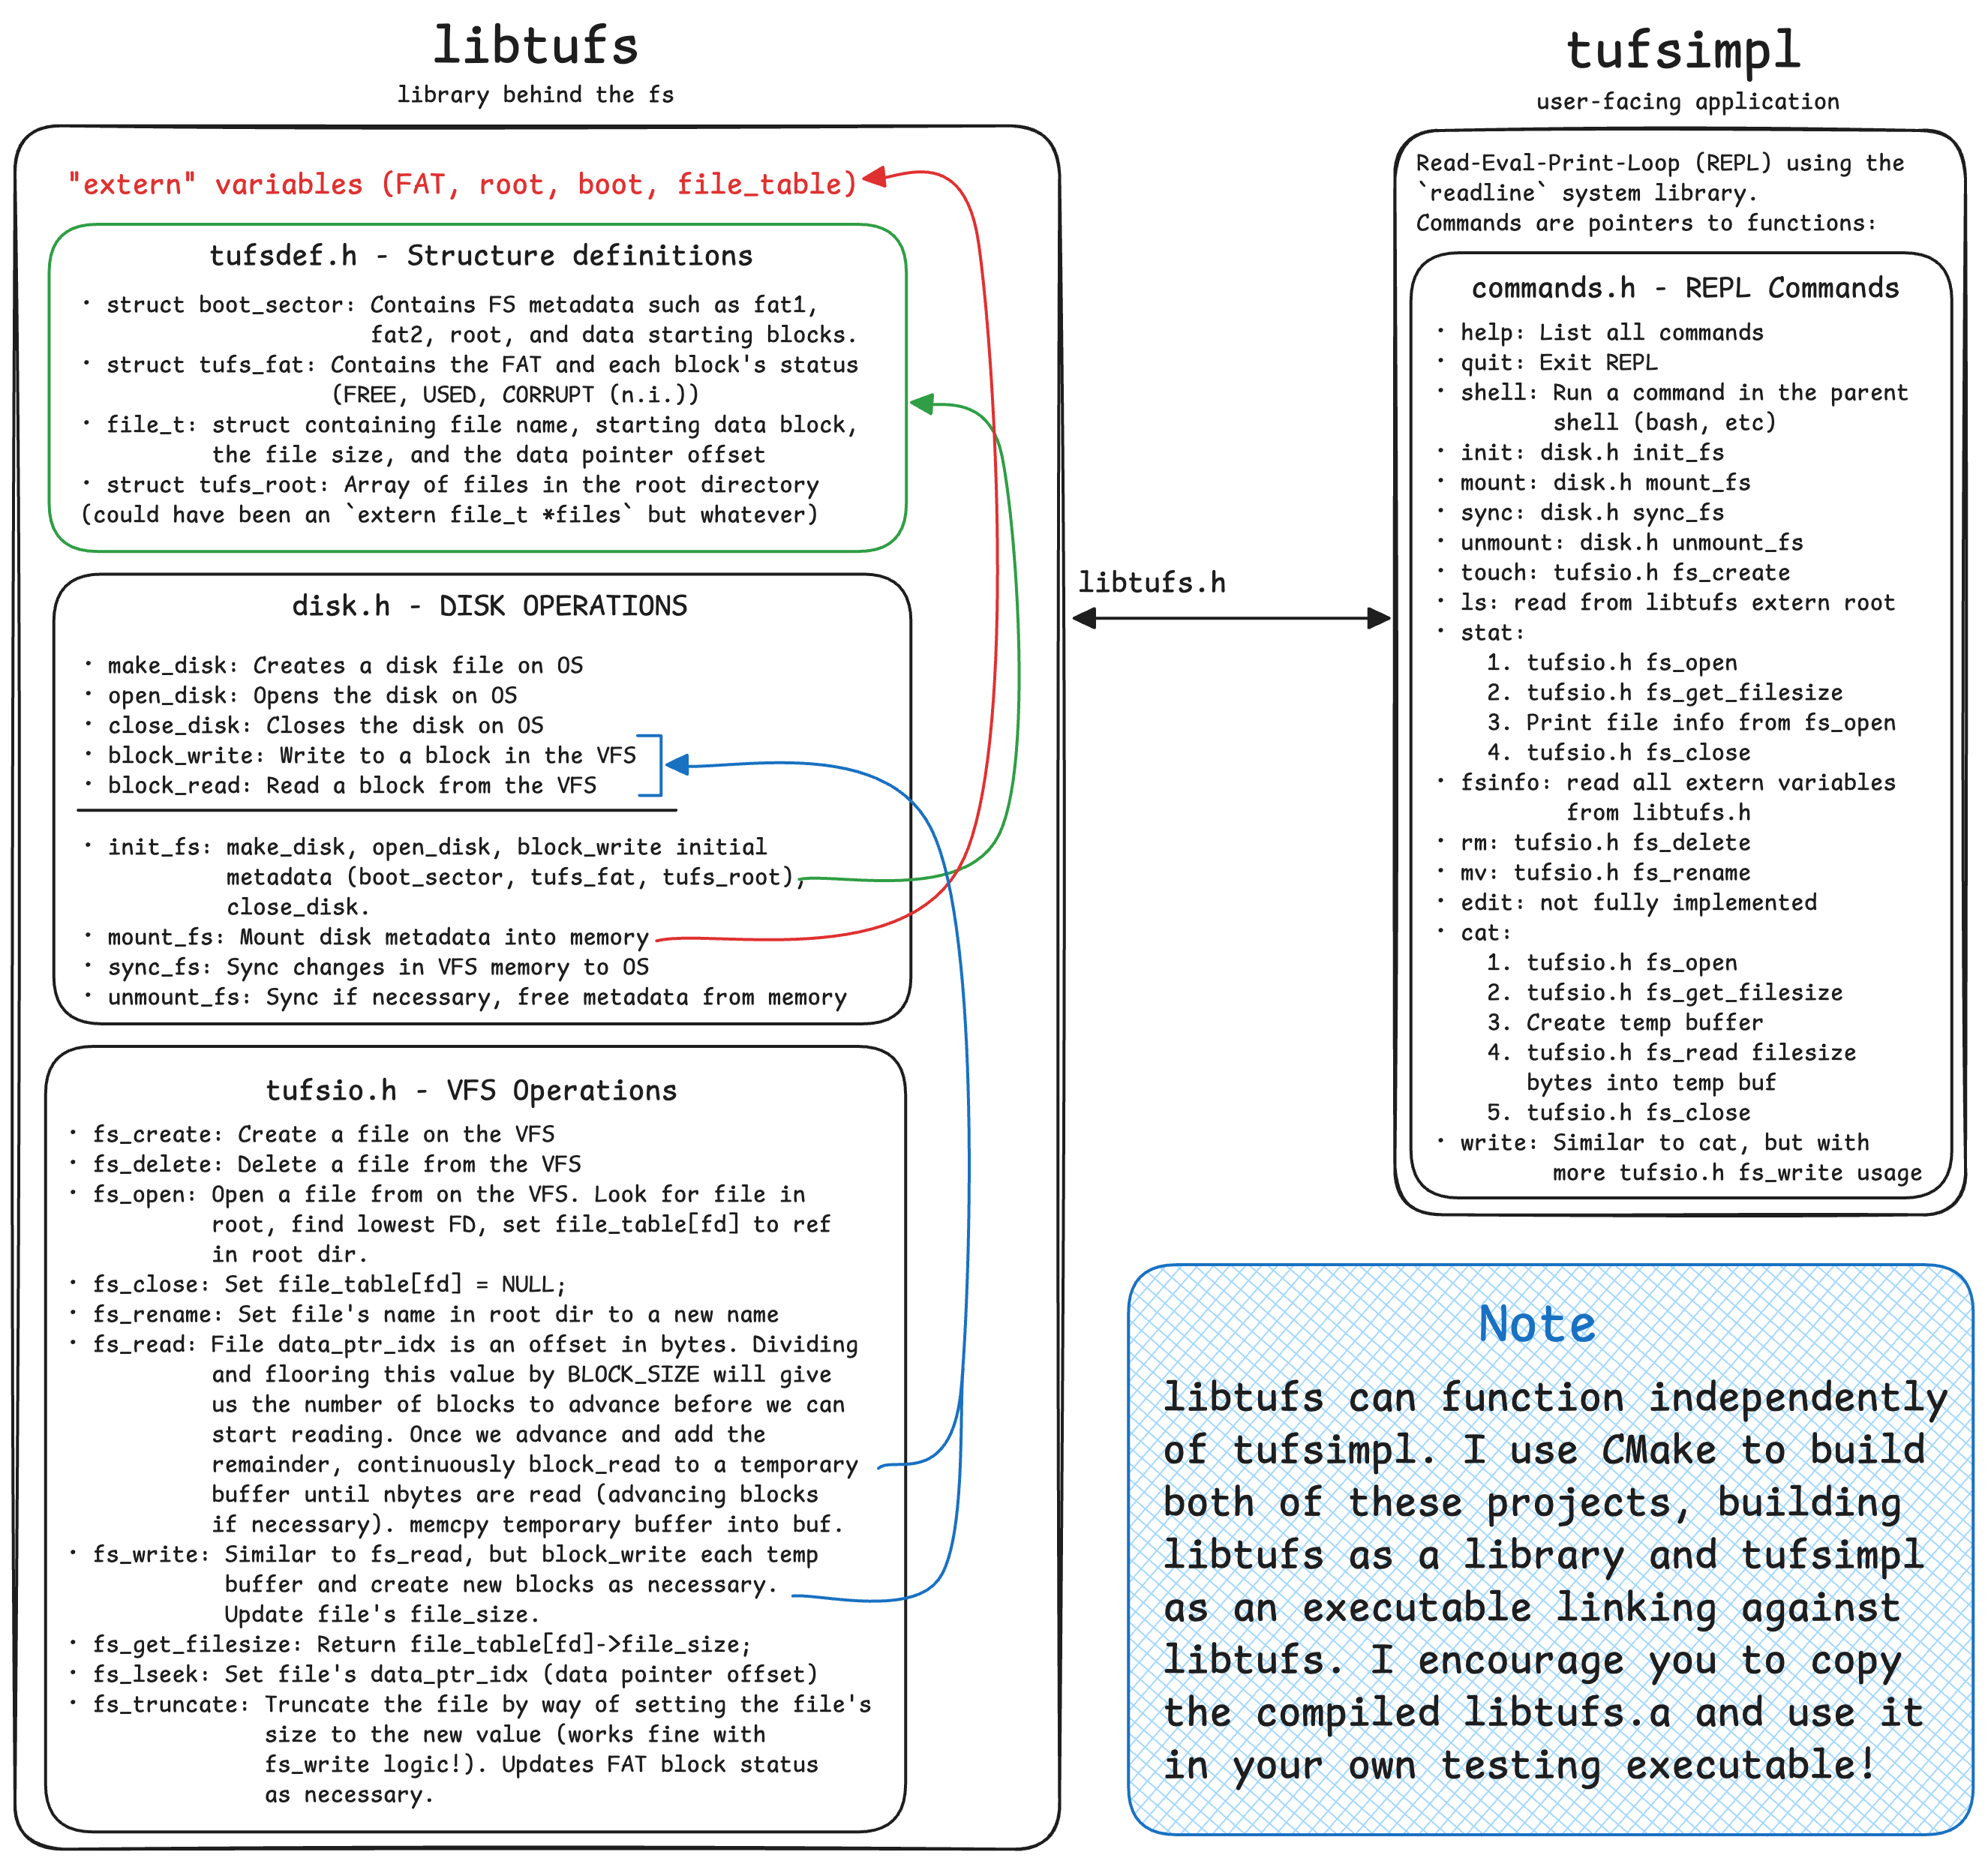 libtufs
library behind the fs
"extern" variables (FAT, root, boot, file_table)
tufsdef.h - Structure definitions
· struct boot_sector: Contains FS metadata such as fat1,
fat2, root, and data starting blocks.
· struct tufs_fat: Contains the FAT and each block's status
(FREE, USED, CORRUPT (n.i.))
· file_t: struct containing file name, starting data block,
the file size, and the data pointer offset
· struct tufs_root: Array of files in the root directory
(could have been an `extern file_t *files` but whatever)
disk.h - DISK OPERATIONS
· make_disk: Creates a disk file on OS
· open_disk: Opens the disk on OS
· close_disk: Closes the disk on OS
· block_write: Write to a block in the VFS
· block_read: Read a block from the VFS
· init_fs: make_disk, open_disk, block_write initial
metadata (boot_sector, tufs_fat, tufs_root),
close_disk.
· mount_fs: Mount disk metadata into memory
· sync_fs: Sync changes in VFS memory to OS
· unmount_fs: Sync if necessary, free metadata from memory
tufsio.h - VFS Operations
· fs_create: Create a file on the VFS
· fs_delete: Delete a file from the VFS
· fs_open: Open a file from on the VFS. Look for file in
root, find lowest FD, set file_table[fd] to ref
in root dir.
· fs_close: Set file_table[fd] = NULL;
· fs_rename: Set file's name in root dir to a new name
· fs_read: File data_ptr_idx is an offset in bytes. Dividing
and flooring this value by BLOCK_SIZE will give
us the number of blocks to advance before we can
start reading. Once we advance and add the
remainder, continuously block_read to a temporary
buffer until nbytes are read (advancing blocks
if necessary). memcpy temporary buffer into buf.
· fs_write: Similar to fs_read, but block_write each temp
buffer and create new blocks as necessary.
Update file's file_size.
· fs_get_filesize: Return file_table[fd]->file_size;
· fs_lseek: Set file's data_ptr_idx (data pointer offset)
· fs_truncate: Truncate the file by way of setting the file's
size to the new value (works fine with
fs_write logic!). Updates FAT block status
as necessary.
libtufs.h
tufsimpl
user-facing application
Read-Eval-Print-Loop (REPL) using the
`readline` system library.
Commands are pointers to functions:
commands.h - REPL Commands
· help: List all commands
· quit: Exit REPL
· shell: Run a command in the parent
shell (bash, etc)
· init: disk.h init_fs
· mount: disk.h mount_fs
· sync: disk.h sync_fs
· unmount: disk.h unmount_fs
· touch: tufsio.h fs_create
· ls: read from libtufs extern root
· stat:
1. tufsio.h fs_open
2. tufsio.h fs_get_filesize
3. Print file info from fs_open
4. tufsio.h fs_close
· fsinfo: read all extern variables
from libtufs.h
· rm: tufsio.h fs_delete
· mv: tufsio.h fs_rename
· edit: not fully implemented
· cat:
1. tufsio.h fs_open
2. tufsio.h fs_get_filesize
3. Create temp buffer
4. tufsio.h fs_read filesize
bytes into temp buf
5. tufsio.h fs_close
· write: Similar to cat, but with
more tufsio.h fs_write usage
Note
libtufs can function independently
of tufsimpl. I use CMake to build
both of these projects, building
libtufs as a library and tufsimpl
as an executable linking against
libtufs. I encourage you to copy
the compiled libtufs.a and use it
in your own testing executable!